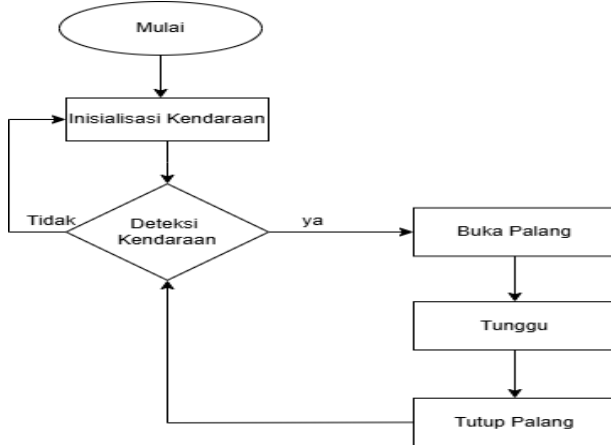 Mulai
Inisialisasi Kendaraan
Tidak
Deteksi
Kendaraan
ya
Buka Palang
Tunggu
Tutup Palang